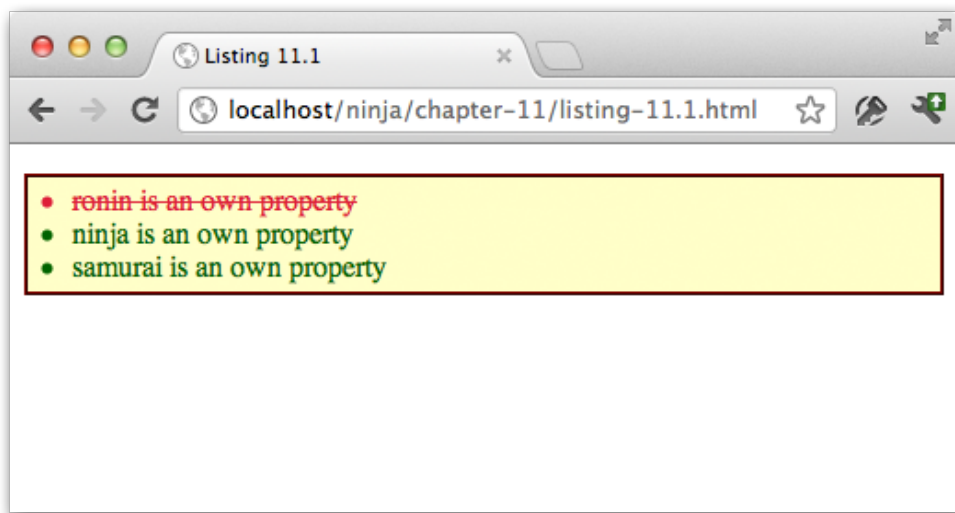 Listing 11.1
localhost/ninja/chapter-11/listing-11.1.html
ronin is an own property
ninja is an own property
samurai is an own property